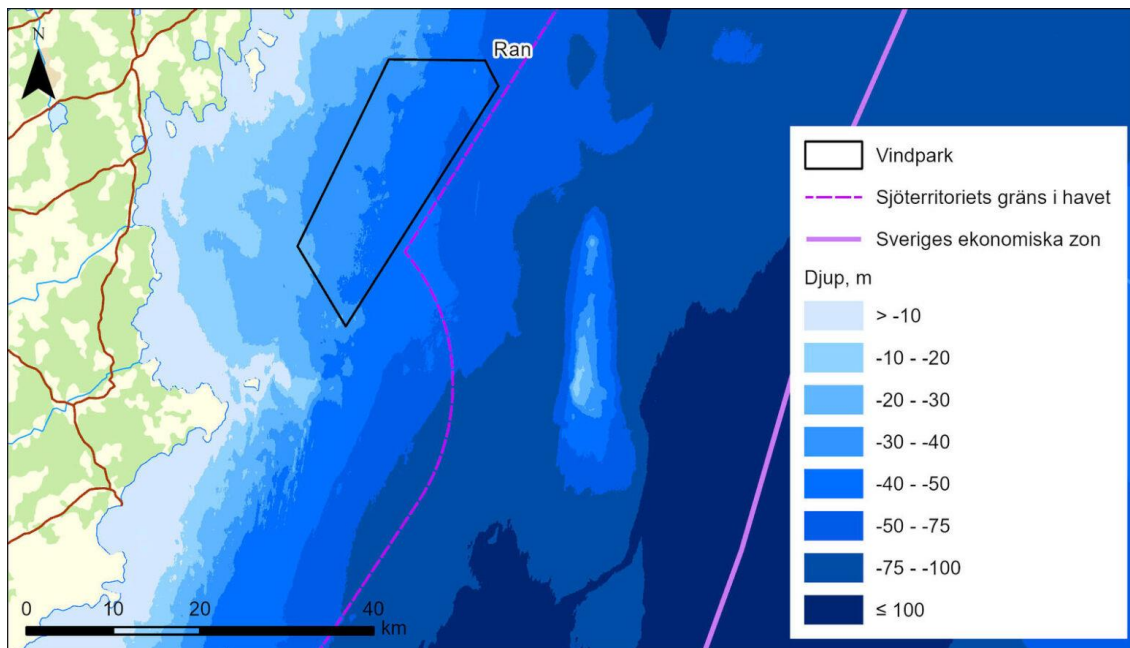 N
Ran
Vindpark
Sjöterritoriets gräns i havet
Sveriges ekonomiska zon
Djup, m
> -10
-10 - -20
-20 - -30
-30 - -40
-40 - -50
-50 - -75
-75 - -100
≤ 100
0 10 20 40
km